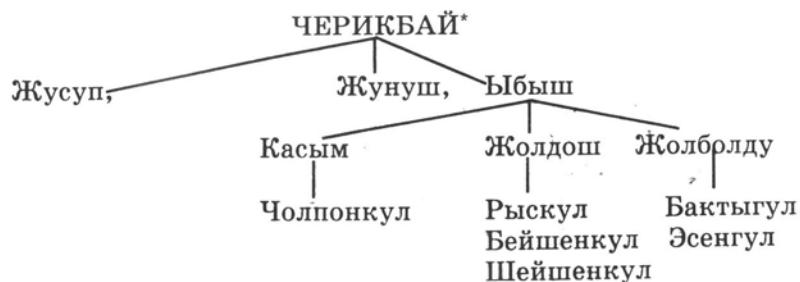 ЧЕРИКБАЙ*
Жусуп, Жунуш, Ыбыш
Касым Жолдош Жолболду
Чолпонкул Рыскул Бактыгул
Бейшенкул Эсенгул
Шейшенкул